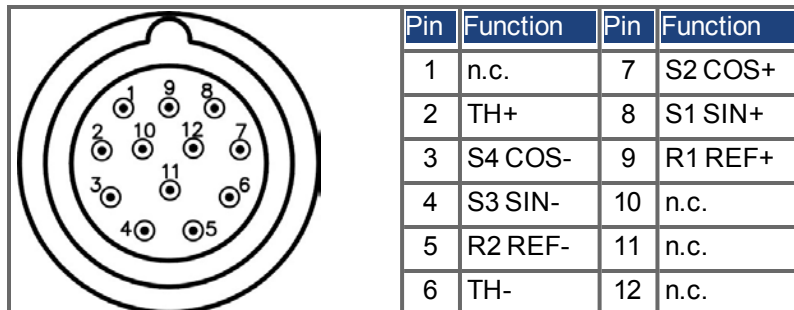 Pin Function Pin Function
1 n.c. 7 S2 COS+
2 TH+ 8 S1 SIN+
3 S4 COS- 9 R1 REF+
4 S3 SIN- 10 n.c.
5 R2 REF- 11 n.c.
6 TH- 12 n.c.
1 9 8
2 10 12 7
11
3 6
4 5